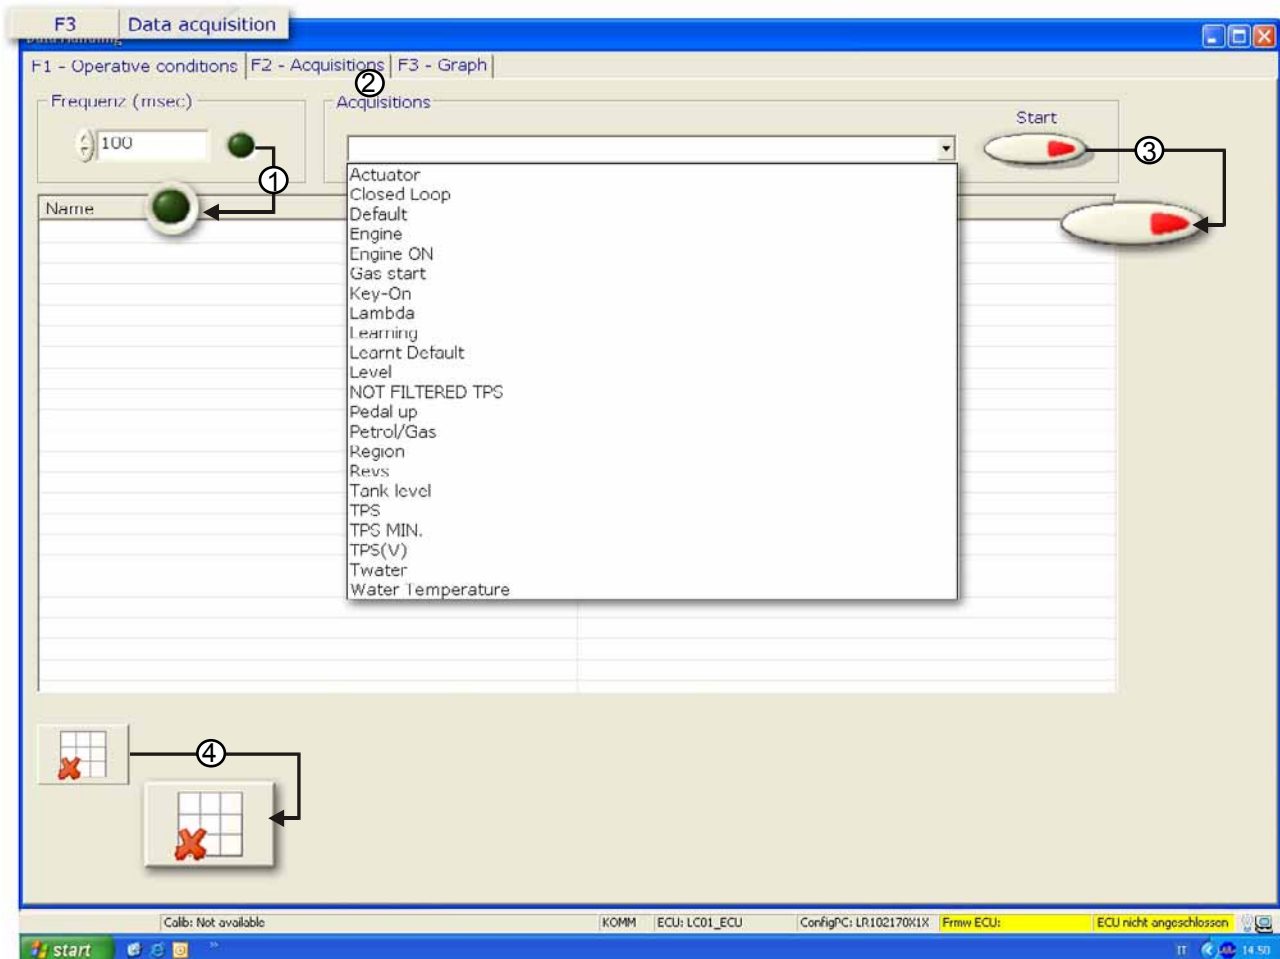 F3 Data acquisition
Data Handling
F1 - Operative conditions F2 - Acquisitions F3 - Graph
2
Frequenz (msec) Acquisitions
Start
100
3
1
Name
Actuator
Closed Loop
Default
Engine
Engine ON
Gas start
Key-On
Lambda
Learning
Learnt Default
Level
NOT FILTERED TPS
Pedal up
Petrol/Gas
Region
Revs
Tank level
TPS
TPS MIN.
TPS(V)
Twater
Water Temperature
4
Calib: Not available KOMM ECU: LC01_ECU ConfigPC: LR102170X1X Frmw ECU: ECU nicht angeschlossen
start » IT 14.50